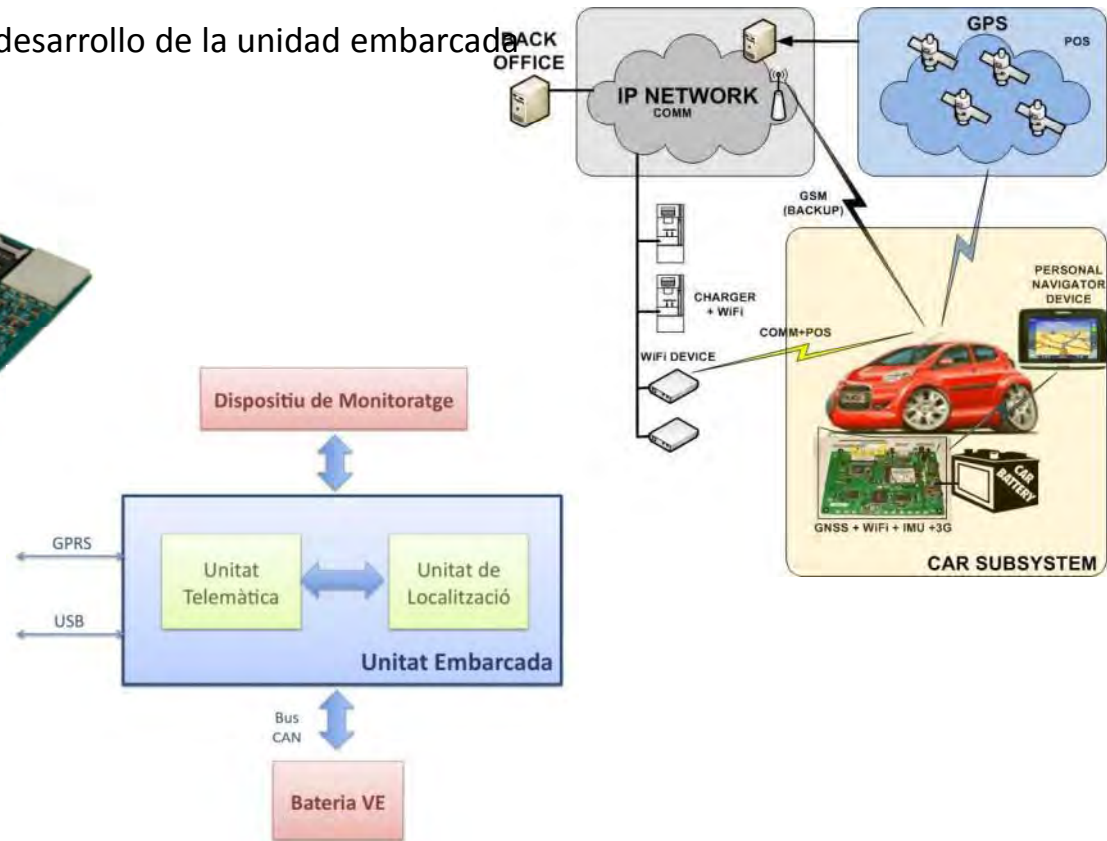 desarrollo de la unidad embarcada
BACK
OFFICE
IP NETWORK
COMM
GPS
POS
GSM
(BACKUP)
CHARGER
+ WiFi
WiFi DEVICE
COMM+POS
PERSONAL
NAVIGATOR
DEVICE
CAR
BATTERY
GNSS + WiFi + IMU +3G
CAR SUBSYSTEM
Dispositiu de Monitoratge
GPRS
USB
Unitat
Telemàtica
Unitat de
Localització
Unitat Embarcada
Bus
CAN
Bateria VE